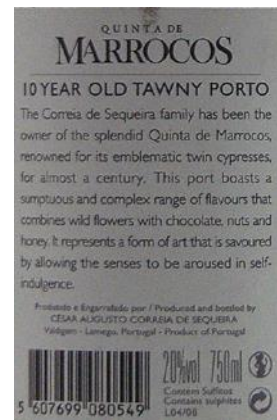 QUINTA DE
MARROCOS
10 YEAR OLD TAWNY PORTO
The Correia de Sequeira family has been the
owner of the splendid Quinta de Marrocos,
renowned for its emblematic twin cypresses,
for almost a century. This port boasts a
sumptuous and complex range of flavours that
combines wild flowers with chocolate, nuts and
honey. It represents a form of art that is savoured
by allowing the senses to be aroused in self-
indulgence.
Produzido e Engarrafado por / Produced and bottled by
CÉSAR AUGUSTO CORREIA DE SEQUEIRA
Valdigem - Lamego, Portugal - Product of Portugal
20%vol 750ml
Contem Sulfitos
Contains sulphites
L04/08
5 607699 080549